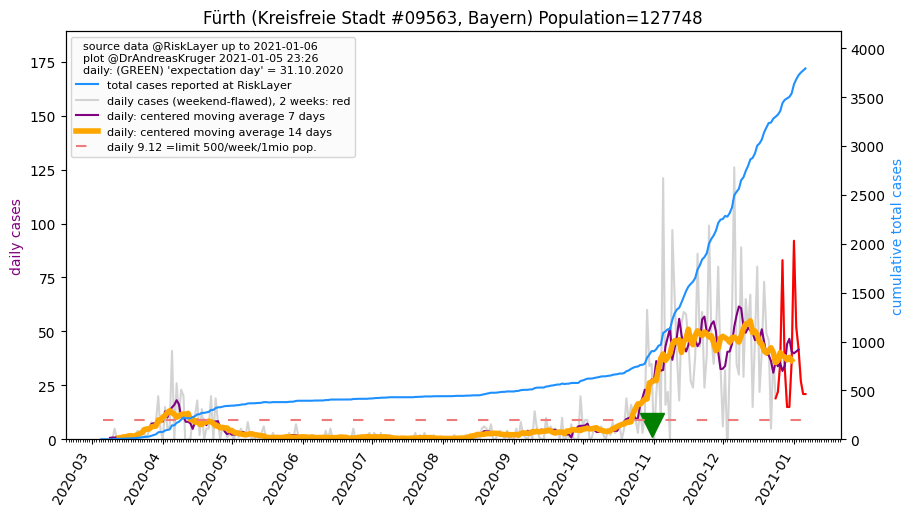 Fürth (Kreisfreie Stadt #09563, Bayern) Population=127748
source data @RiskLayer up to 2021-01-06
plot @DrAndreasKruger 2021-01-05 23:26
daily: (GREEN) 'expectation day' = 31.10.2020
total cases reported at RiskLayer
daily cases (weekend-flawed), 2 weeks: red
daily: centered moving average 7 days
daily: centered moving average 14 days
daily 9.12 =limit 500/week/1mio pop.
daily cases
175
150
125
100
75
50
25
0
4000
3500
3000
2500
2000
1500
1000
500
0
cumulative total cases
2020-03
2020-04
2020-05
2020-06
2020-07
2020-08
2020-09
2020-10
2020-11
2020-12
2021-01